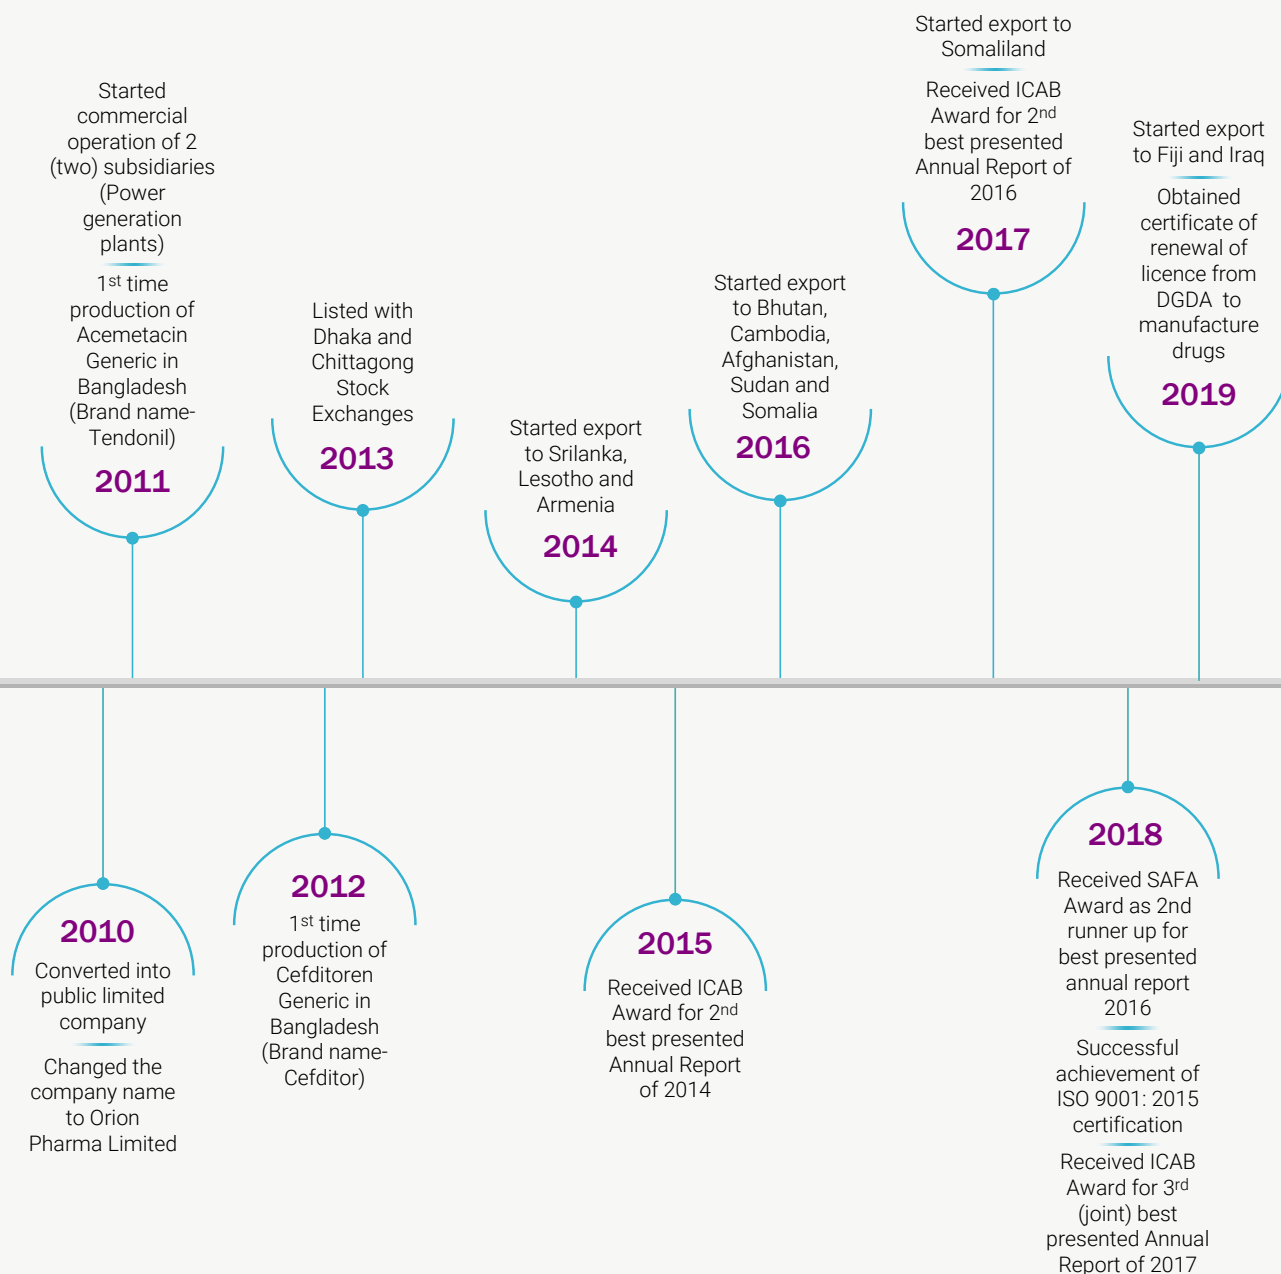 Started
commercial
operation of 2
(two) subsidiaries
(Power
generation
plants)
1st time
production of
Acemetacin
Generic in
Bangladesh
(Brand name-
Tendonil)
2011
Listed with
Dhaka and
Chittagong
Stock
Exchanges
2013
Started export
to Srilanka,
Lesotho and
Armenia
2014
Started export
to Bhutan,
Cambodia,
Afghanistan,
Sudan and
Somalia
2016
Started export to
Somaliland
Received ICAB
Award for 2nd
best presented
Annual Report of
2016
2017
Started export
to Fiji and Iraq
Obtained
certificate of
renewal of
licence from
DGDA to
manufacture
drugs
2019
2010
Converted into
public limited
company
Changed the
company name
to Orion
Pharma Limited
2012
1st time
production of
Cefditoren
Generic in
Bangladesh
(Brand name-
Cefditor)
2015
Received ICAB
Award for 2nd
best presented
Annual Report
of 2014
2018
Received SAFA
Award as 2nd
runner up for
best presented
annual report
2016
Successful
achievement of
ISO 9001: 2015
certification
Received ICAB
Award for 3rd
(joint) best
presented Annual
Report of 2017